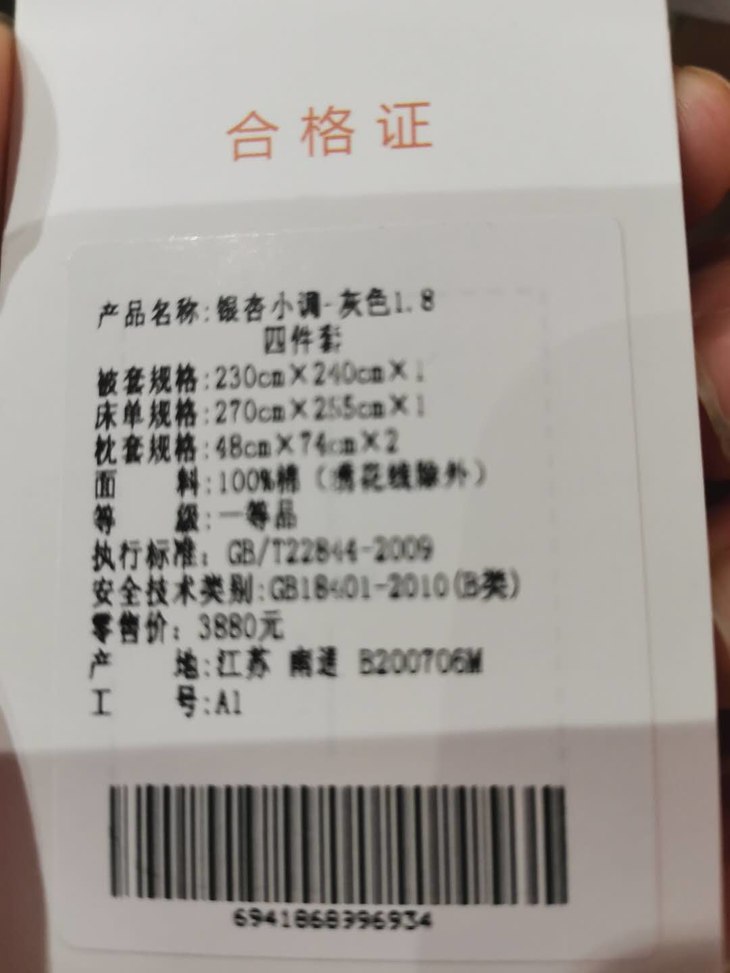 合格证
产品名称:银杏小调-灰色1.8
四件套
被套规格:230cm×240cm×1
床单规格:270cm×255cm×1
枕套规格:48cm×74cm×2
面 料:100%棉(绣花线除外)
等 级:一等品
执行标准: GB/T22844-2009
安全技术类别:GB18401-2010(B类)
零售价: 3880元
产 地:江苏 南通 B200706M
工 号:A1
6941868996934